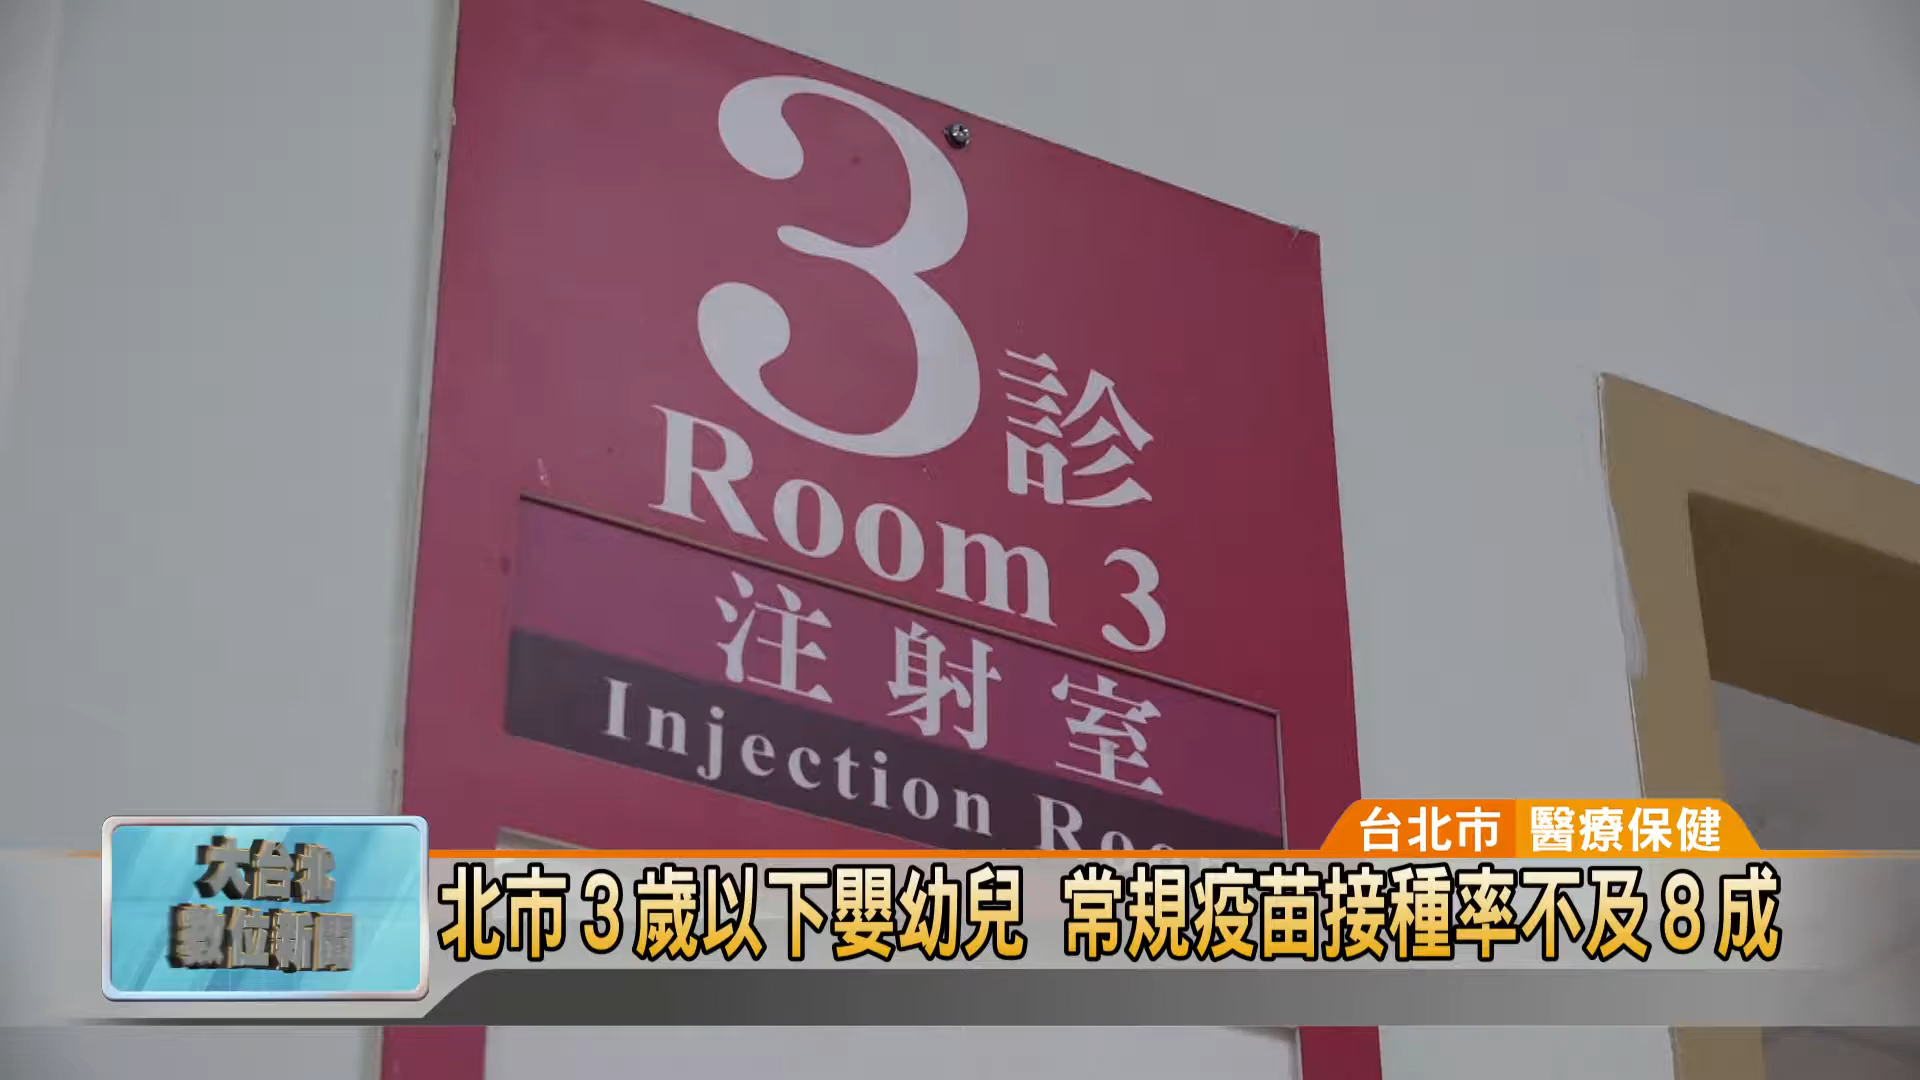 3診
Room 3
注射室
Injection Room
台北市 醫療保健
大台北
數位新聞
北市3歲以下嬰幼兒 常規疫苗接種率不及8成